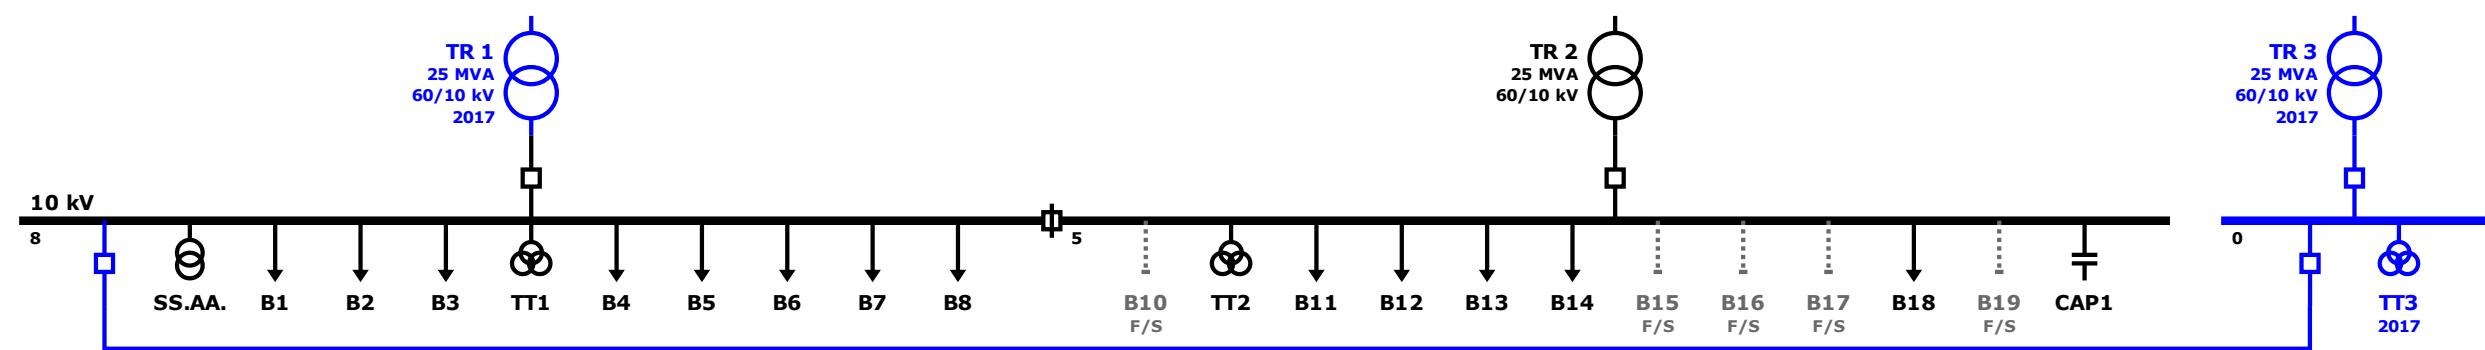 TR 1
25 MVA
60/10 kV
2017
TR 2
25 MVA
60/10 kV
TR 3
25 MVA
60/10 kV
2017
10 kV
8
5
0
SS.AA.
B1
B2
B3
TT1
B4
B5
B6
B7
B8
B10
F/S
TT2
B11
B12
B13
B14
B15
F/S
B16
F/S
B17
F/S
B18
B19
F/S
CAP1
TT3
2017